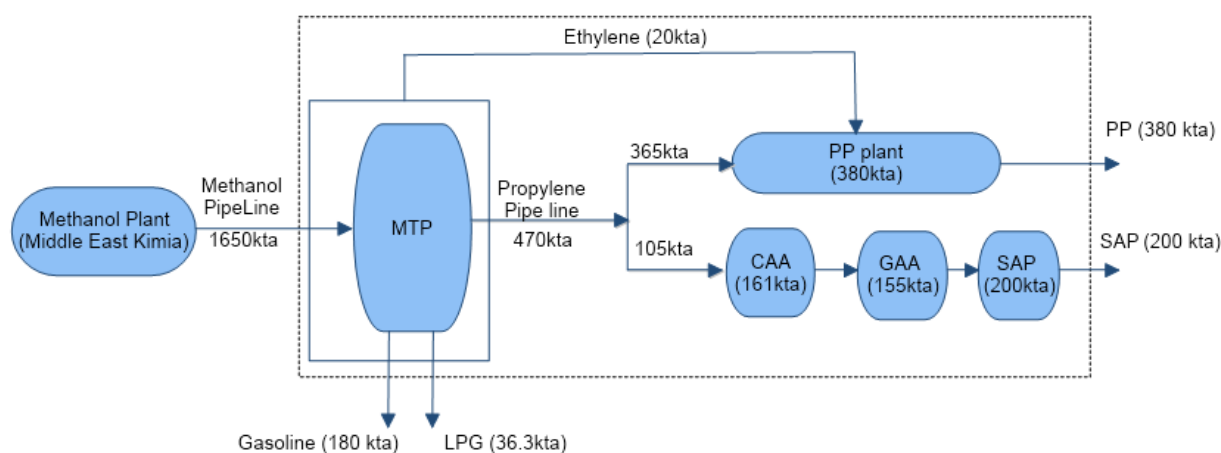 Ethylene (20kta)
Methanol Plant
(Middle East Kimia)
Methanol
PipeLine
1650kta
MTP
Propylene
Pipe line
470kta
365kta
PP plant
(380kta)
PP (380 kta)
105kta
CAA
(161kta)
GAA
(155kta)
SAP
(200kta)
SAP (200 kta)
Gasoline (180 kta)
LPG (36.3kta)